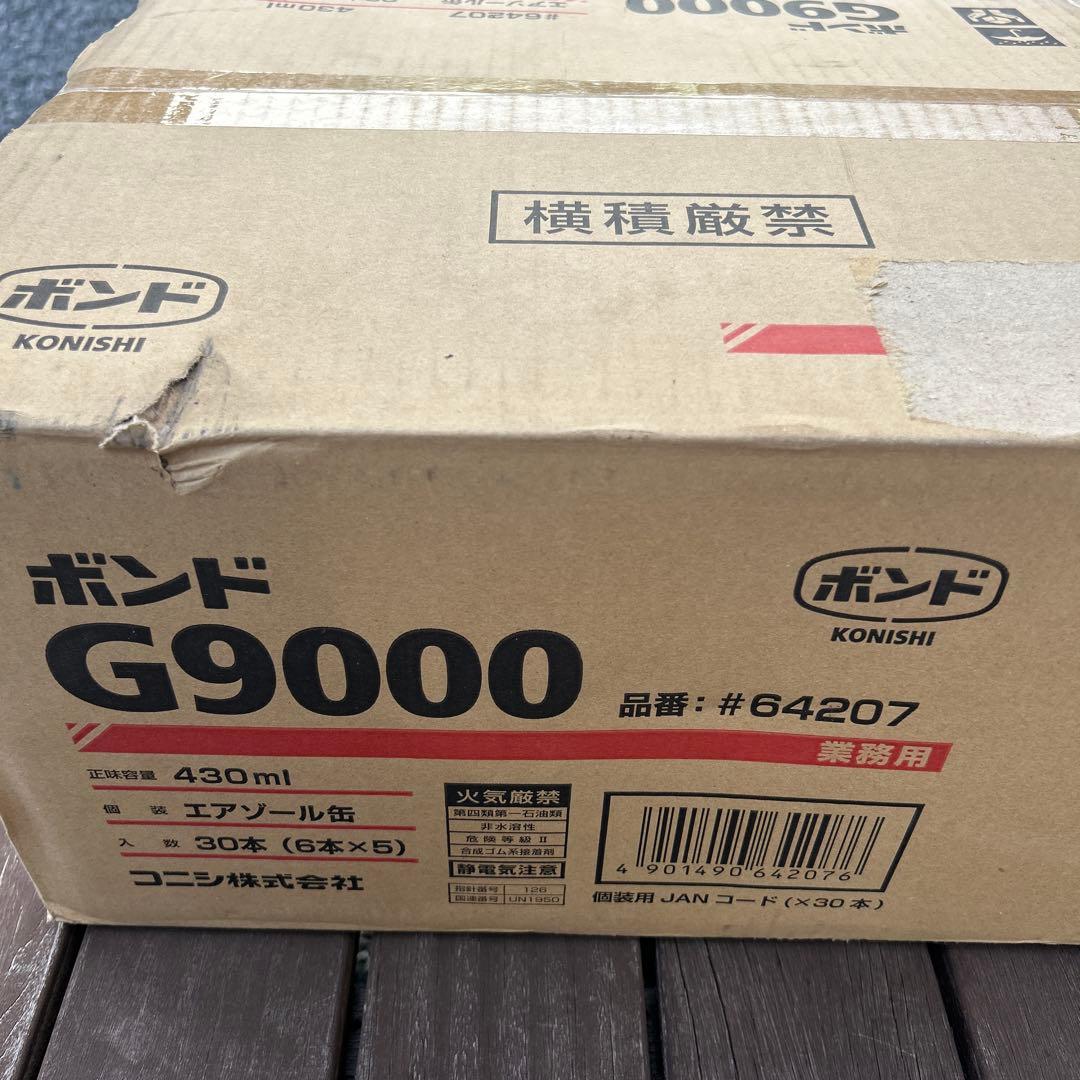 ボンド
G9000
#64207
430ml
横積厳禁
ボンド
KONISHI
ボンド
G9000
ボンド
KONISHI
品番：#64207
業務用
正味容量 430ml
個装 エアゾール缶
入数 30本（6本×5）
コニシ株式会社
火気厳禁
第四類第一石油類
非水溶性
危険等級Ⅱ
合成ゴム系接着剤
静電気注意
指針番号 126
国連番号 UN1950
4 901490 642076
個装用 JANコード（×30本）